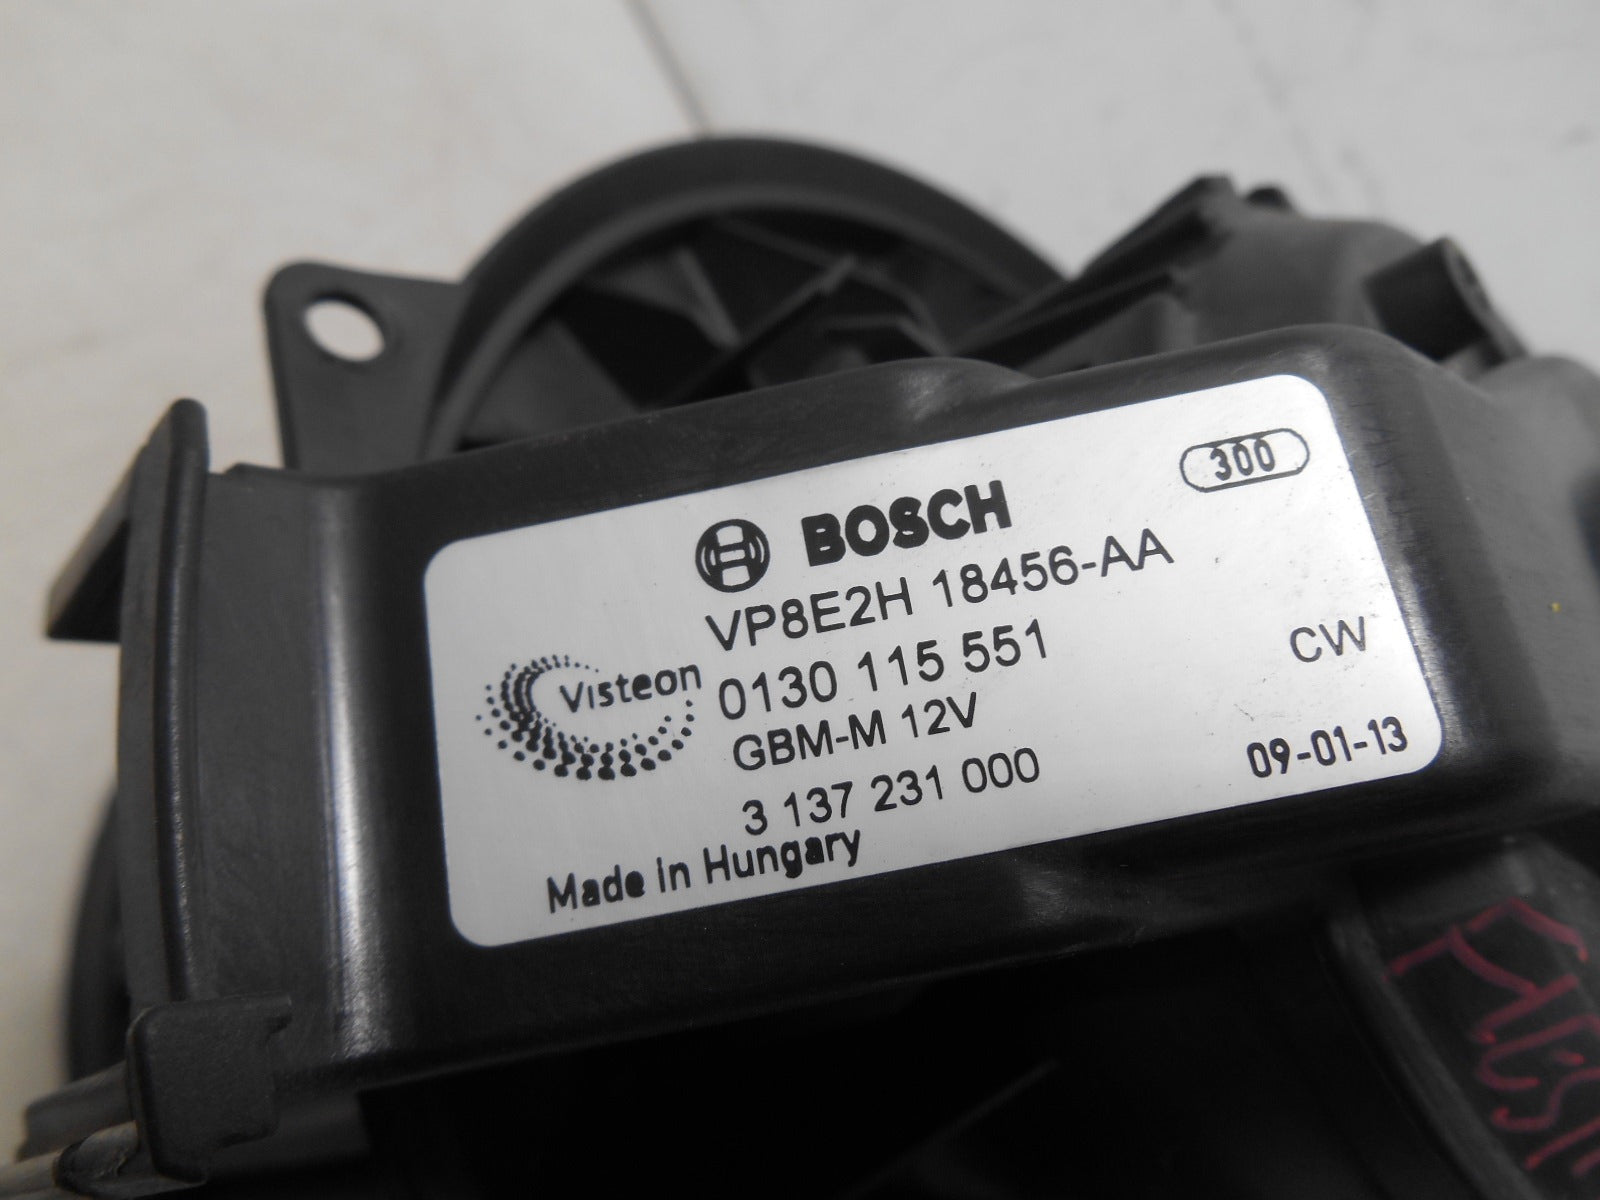 300
BOSCH
VP8E2H 18456-AA
Visteon
0130 115 551
CW
GBM-M 12V
09-01-13
3 137 231 000
Made in Hungary